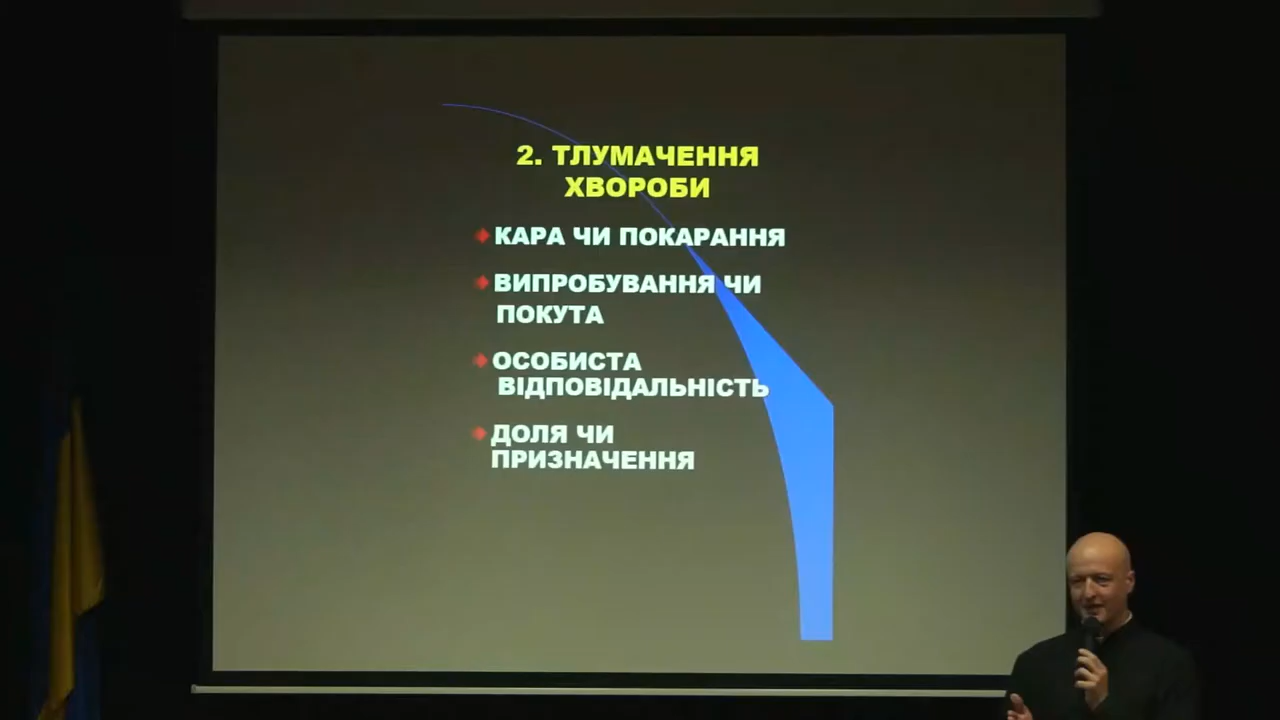 2. ТЛУМАЧЕННЯ
ХВОРОБИ
КАРА ЧИ ПОКАРАННЯ
ВИПРОБУВАННЯ ЧИ
ПОКУТА
ОСОБИСТА
ВІДПОВІДАЛЬНІСТЬ
ДОЛЯ ЧИ
ПРИЗНАЧЕННЯ